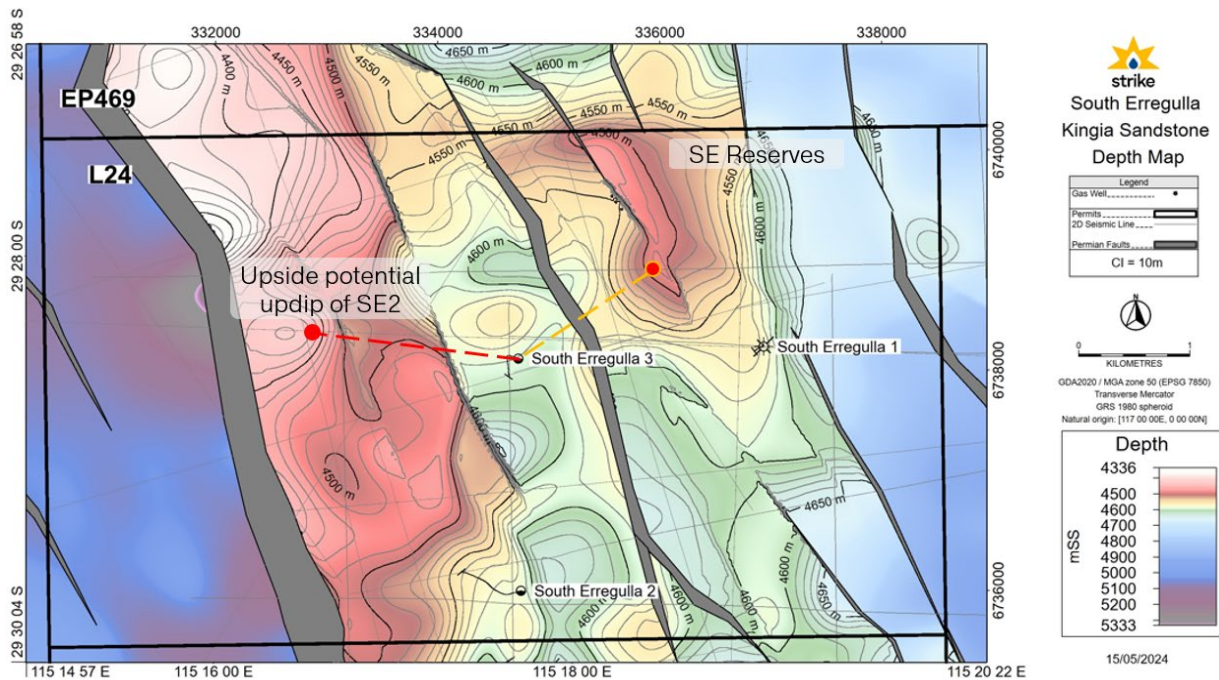 332000
334000
336000
338000
29 26 58 S
29 28 00 S
29 30 04 S
6740000
6738000
6736000
115 14 57 E
115 16 00 E
115 18 00 E
115 20 22 E
EP469
L24
4400 m
4450 m
4500 m
4550 m
4650 m
4600 m
4600 m
4550 m
4550 m
4550 m
4500 m
4550 m
4650 m
4650 m
SE Reserves
4600 m
4600 m
Upside potential
updip of SE2
South Erregulla 3
South Erregulla 1
4600 m
4500 m
4650 m
South Erregulla 2
4600 m
4600 m
4600 m
4650 m
strike
South Erregulla
Kingia Sandstone
Depth Map
Legend
Gas Well
Permits
2D Seismic Line
Permian Faults
CI = 10m
N
0 1
KILOMETRES
GDA2020 / MGA zone 50 (EPSG 7850)
Transverse Mercator
GRS 1980 spheroid
Natural origin: [117 00 00E, 0 00 00N]
Depth
mSS
4336
4500
4600
4700
4800
4900
5000
5100
5200
5333
15/05/2024